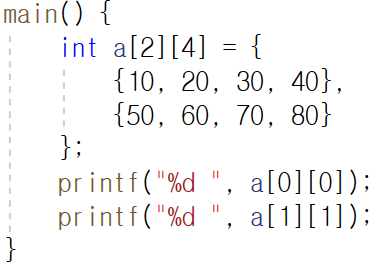 main() {
    int a[2][4] = {
        {10, 20, 30, 40},
        {50, 60, 70, 80}
    };
    printf("%d ", a[0][0]);
    printf("%d ", a[1][1]);
}